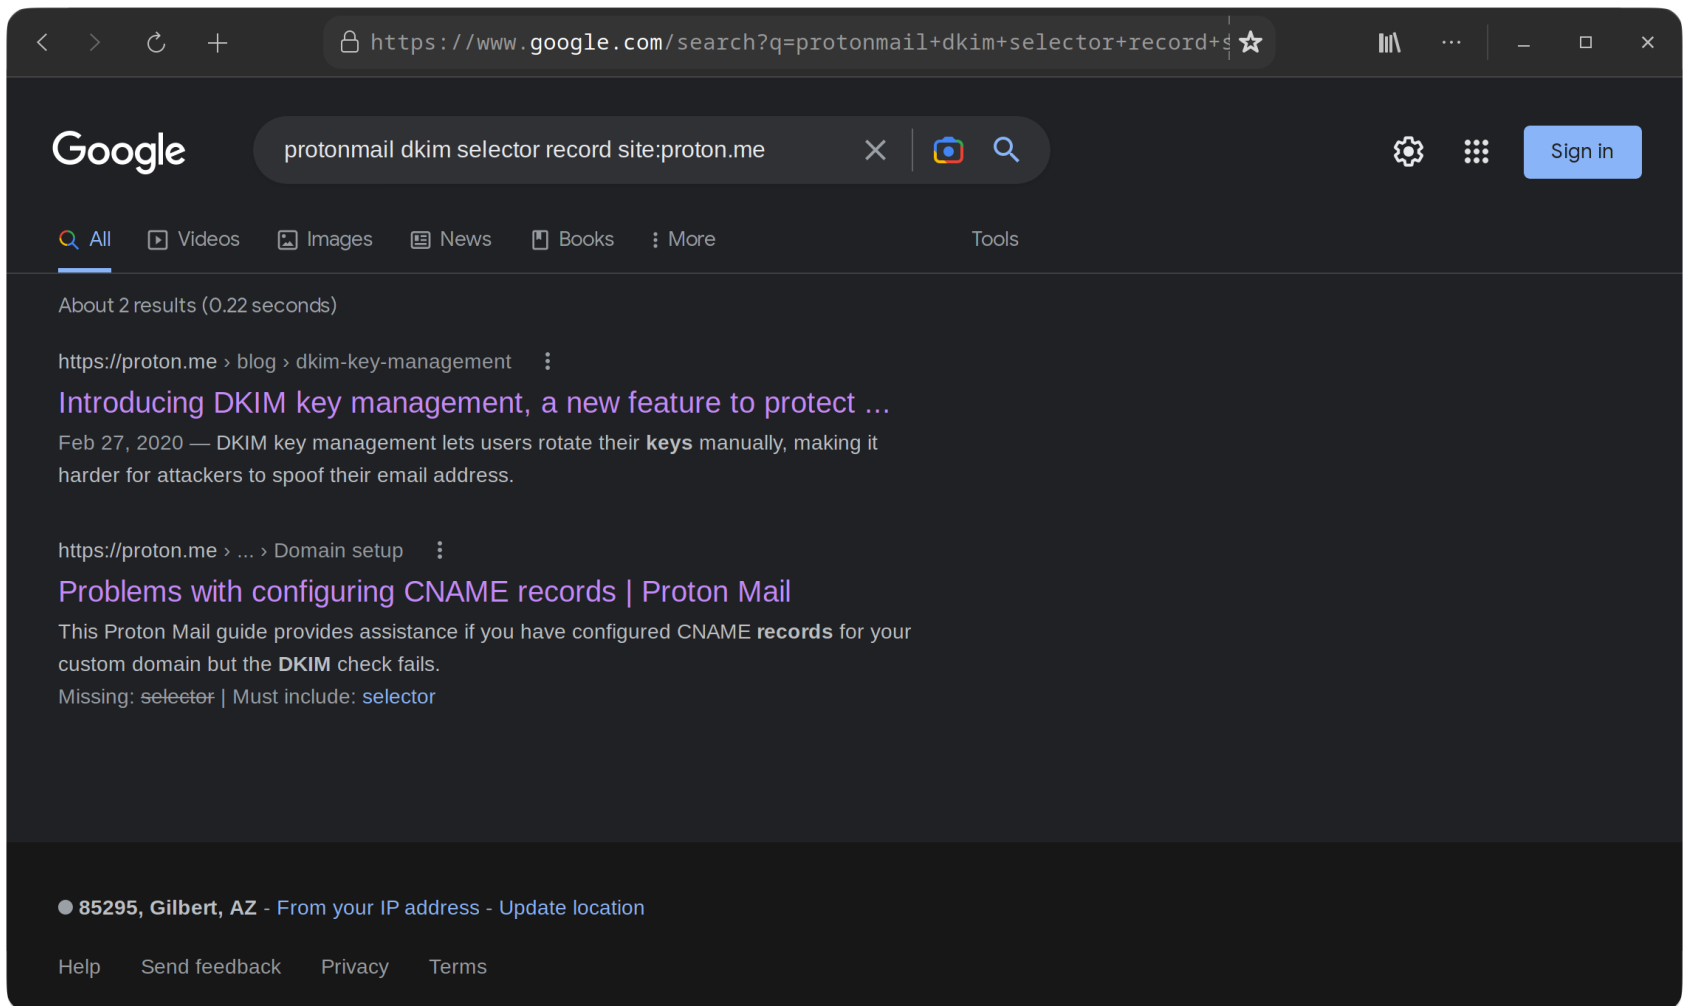 https://www.google.com/search?q=protonmail+dkim+selector+record+s
Google
protonmail dkim selector record site:proton.me
Sign in
All Videos Images News Books More Tools
About 2 results (0.22 seconds)
https://proton.me › blog › dkim-key-management
Introducing DKIM key management, a new feature to protect ...
Feb 27, 2020 — DKIM key management lets users rotate their keys manually, making it
harder for attackers to spoof their email address.
https://proton.me › ... › Domain setup
Problems with configuring CNAME records | Proton Mail
This Proton Mail guide provides assistance if you have configured CNAME records for your
custom domain but the DKIM check fails.
Missing: selector | Must include: selector
85295, Gilbert, AZ - From your IP address - Update location
Help Send feedback Privacy Terms